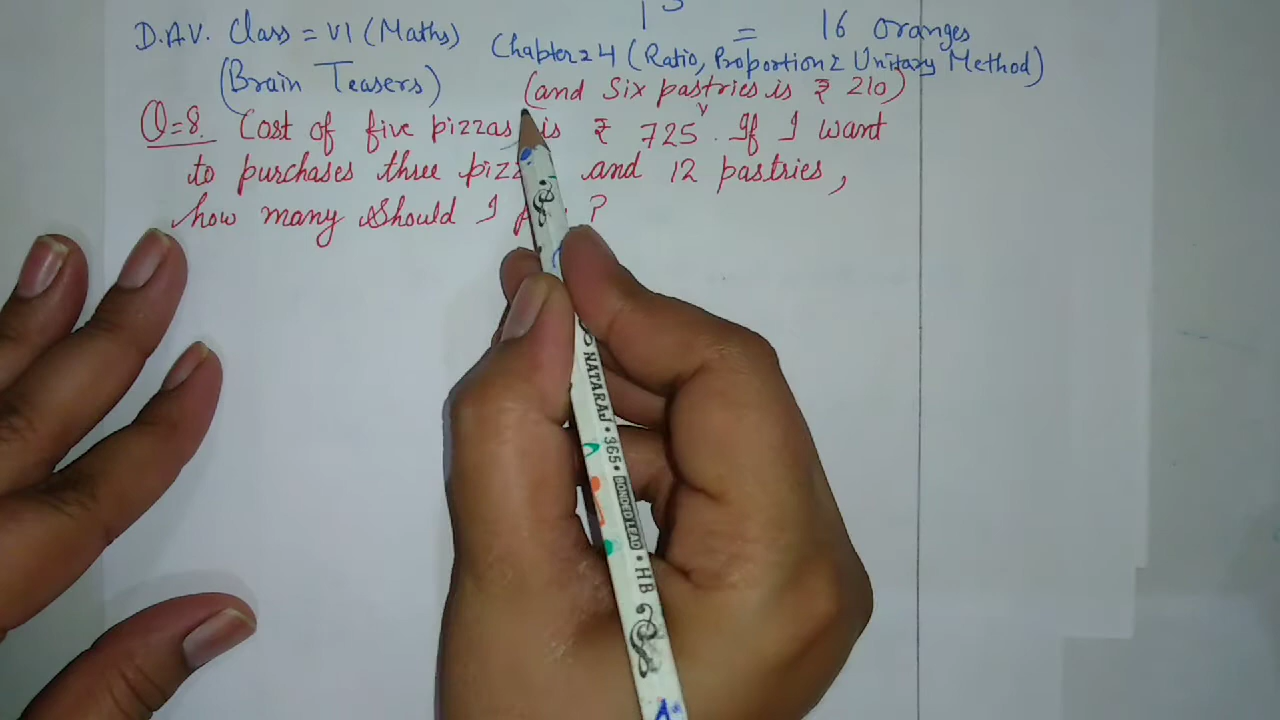 = 16 oranges
D.A.V. Class = VI (Maths)
Chapter=4 (Ratio, Proportion & Unitary Method)
(Brain Teasers)
(and Six pastries is ₹ 210)
Q=8. Cost of five pizzas is ₹ 725. If I want
to purchases three and 12 pastries,
how many should I ?
NATARAJ • 365 • BONDED LEAD • HB